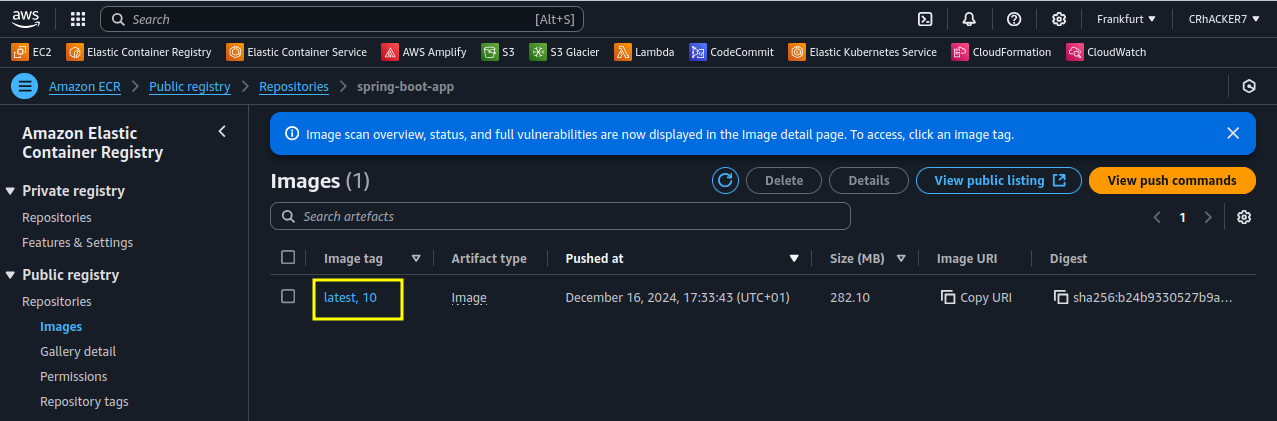 aws Search [Alt+S] Frankfurt ▼ CRhACKER7 ▼
EC2 Elastic Container Registry Elastic Container Service AWS Amplify S3 S3 Glacier Lambda CodeCommit Elastic Kubernetes Service CloudFormation CloudWatch
Amazon ECR > Public registry > Repositories > spring-boot-app
Amazon Elastic
Container Registry
Private registry
Repositories
Features & Settings
Public registry
Repositories
Images
Gallery detail
Permissions
Repository tags
Image scan overview, status, and full vulnerabilities are now displayed in the Image detail page. To access, click an image tag.
Images (1) Delete Details View public listing View push commands
Search artefacts 1
Image tag Artifact type Pushed at Size (MB) Image URI Digest
latest, 10 Image December 16, 2024, 17:33:43 (UTC+01) 282.10 Copy URI sha256:b24b9330527b9a...